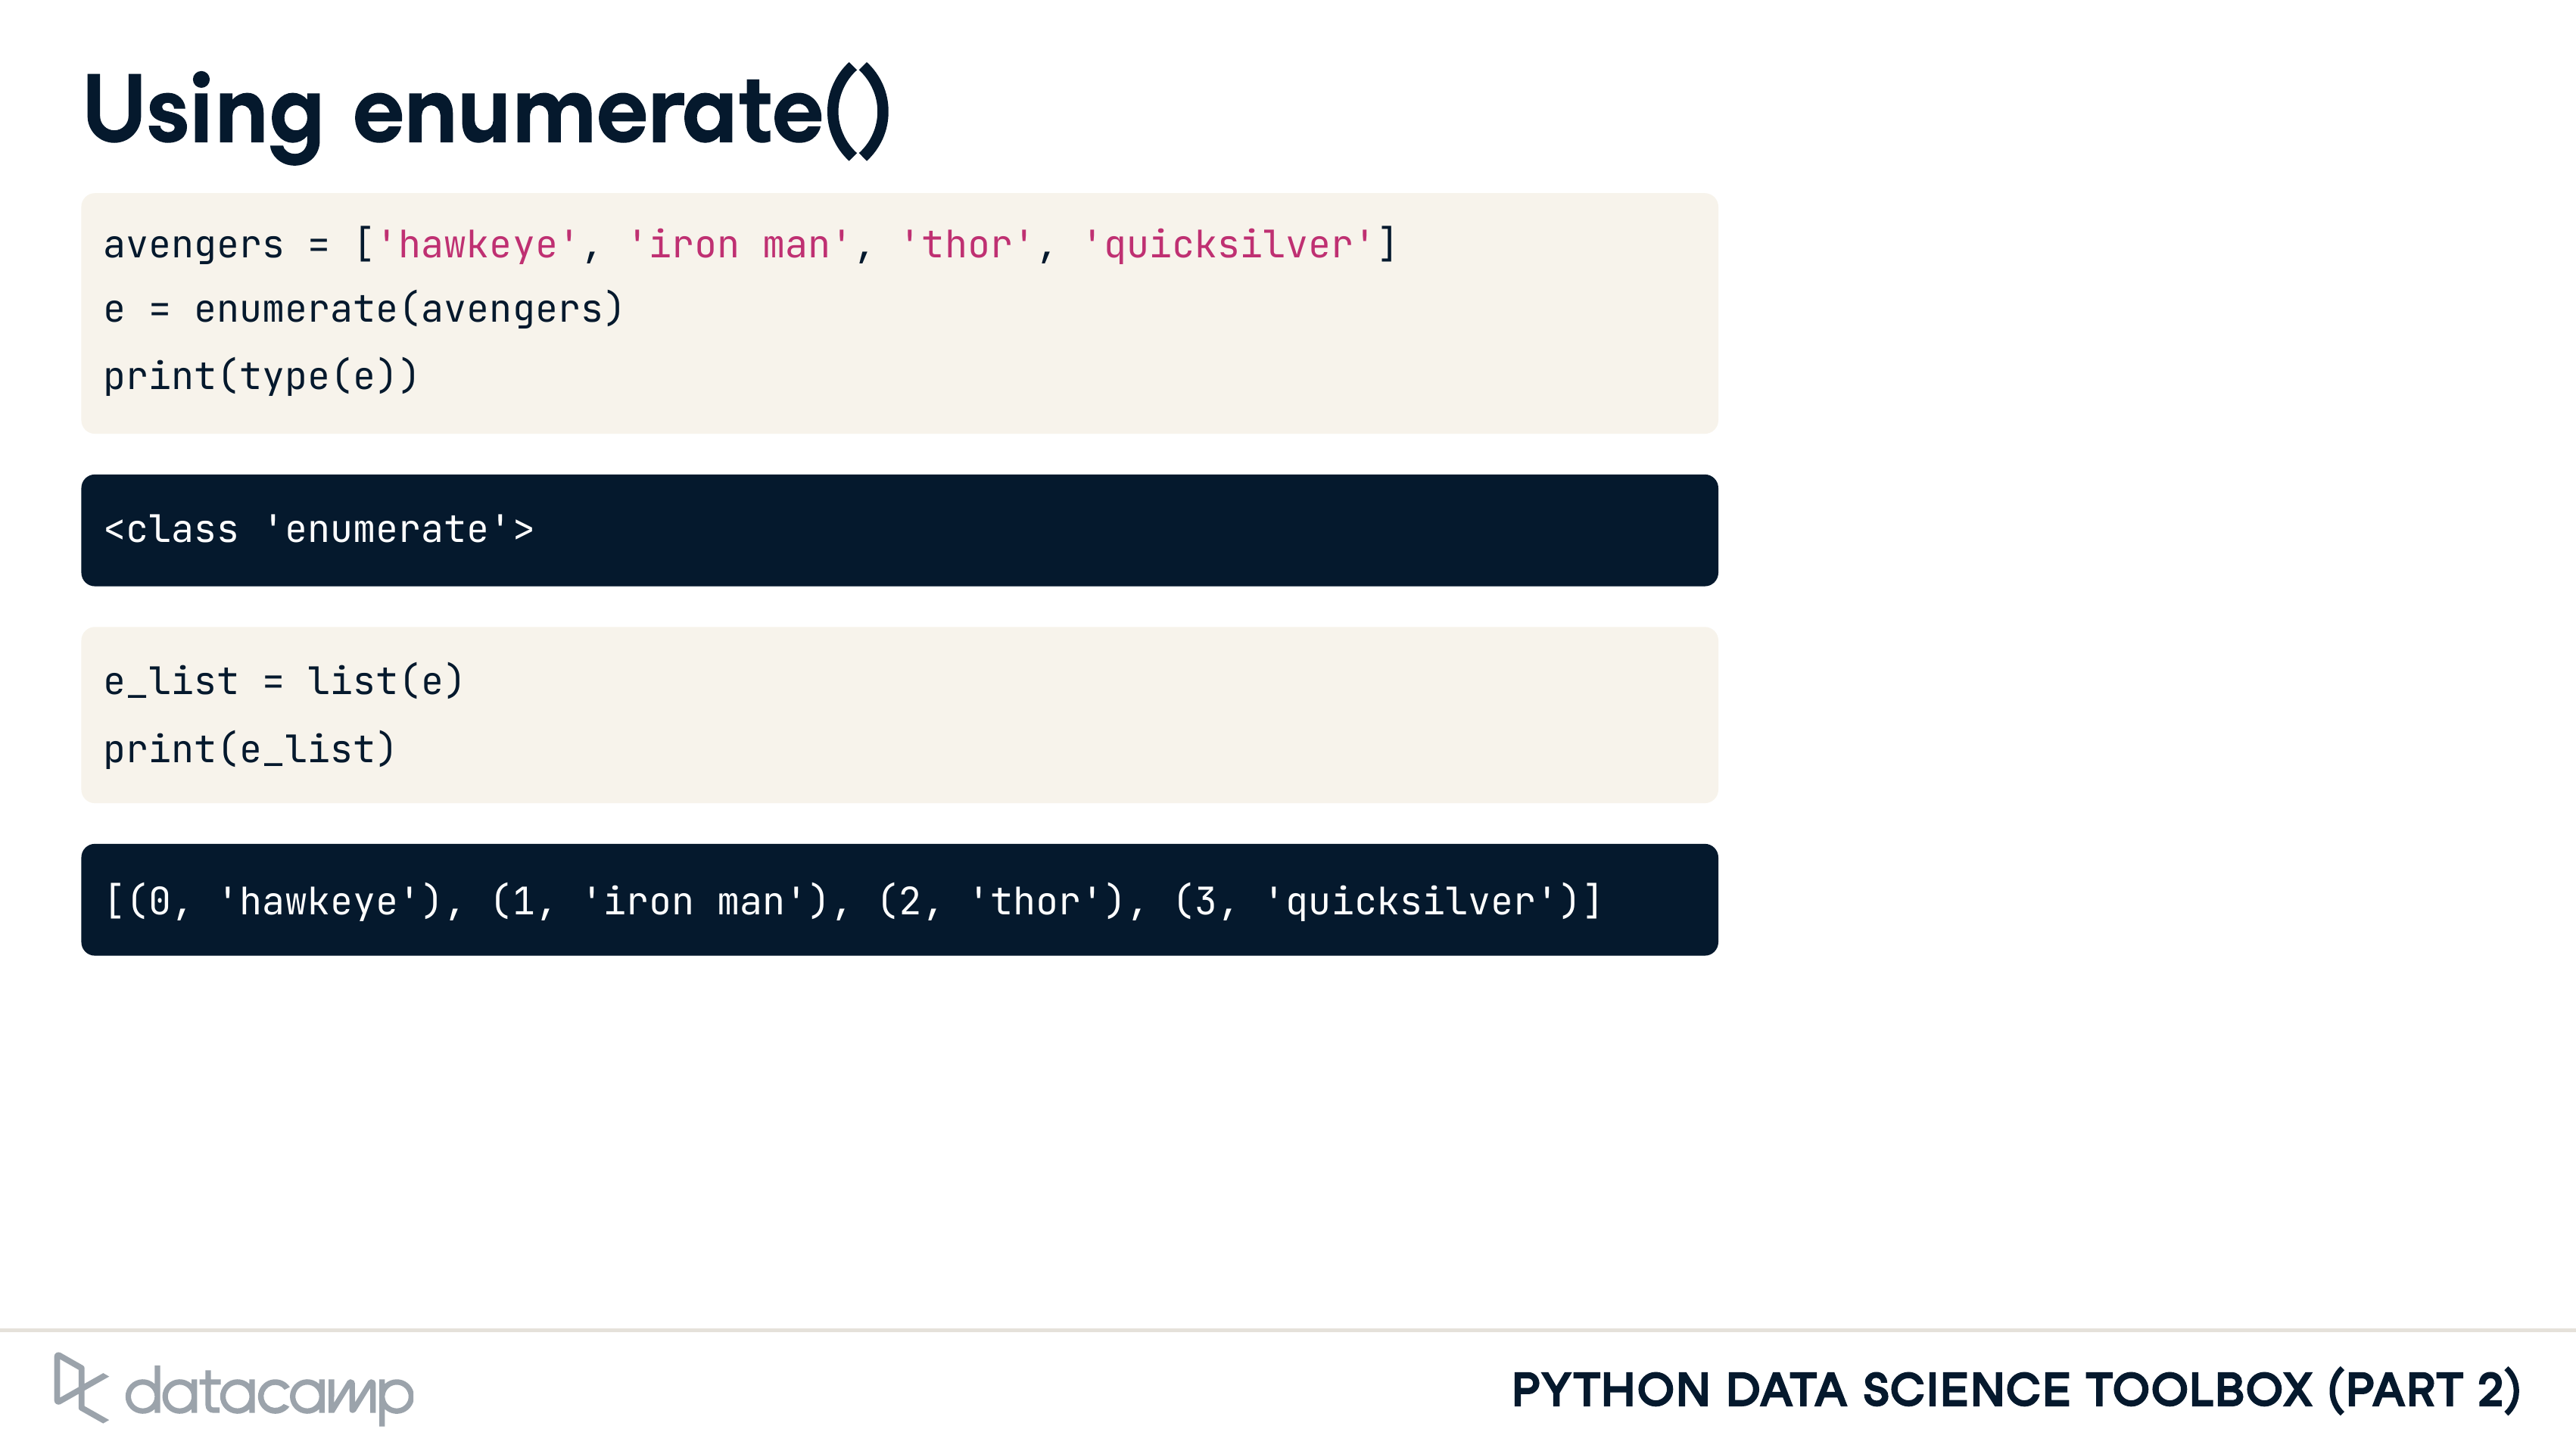 Using enumerate()
avengers = ['hawkeye', 'iron man', 'thor', 'quicksilver']
e = enumerate(avengers)
print(type(e))
<class 'enumerate'>
e_list = list(e)
print(e_list)
[(0, 'hawkeye'), (1, 'iron man'), (2, 'thor'), (3, 'quicksilver')]
datacamp
PYTHON DATA SCIENCE TOOLBOX (PART 2)